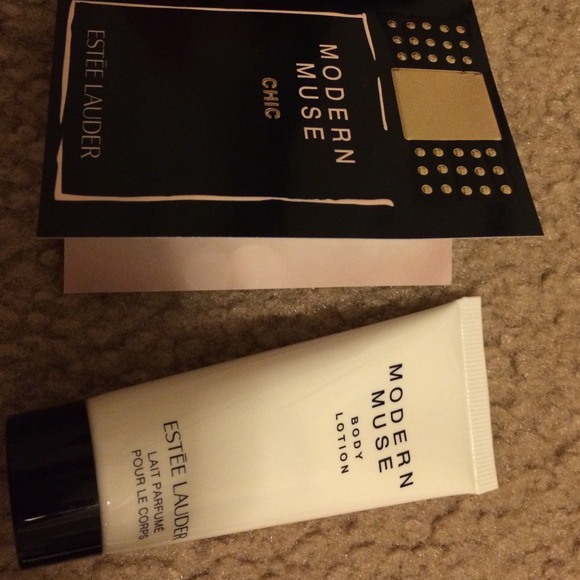 MODERN
MUSE
CHIC
ESTĒE LAUDER
MODERN
MUSE
BODY
LOTION
ESTĒE LAUDER
LAIT PARFUMÉ
POUR LE CORPS